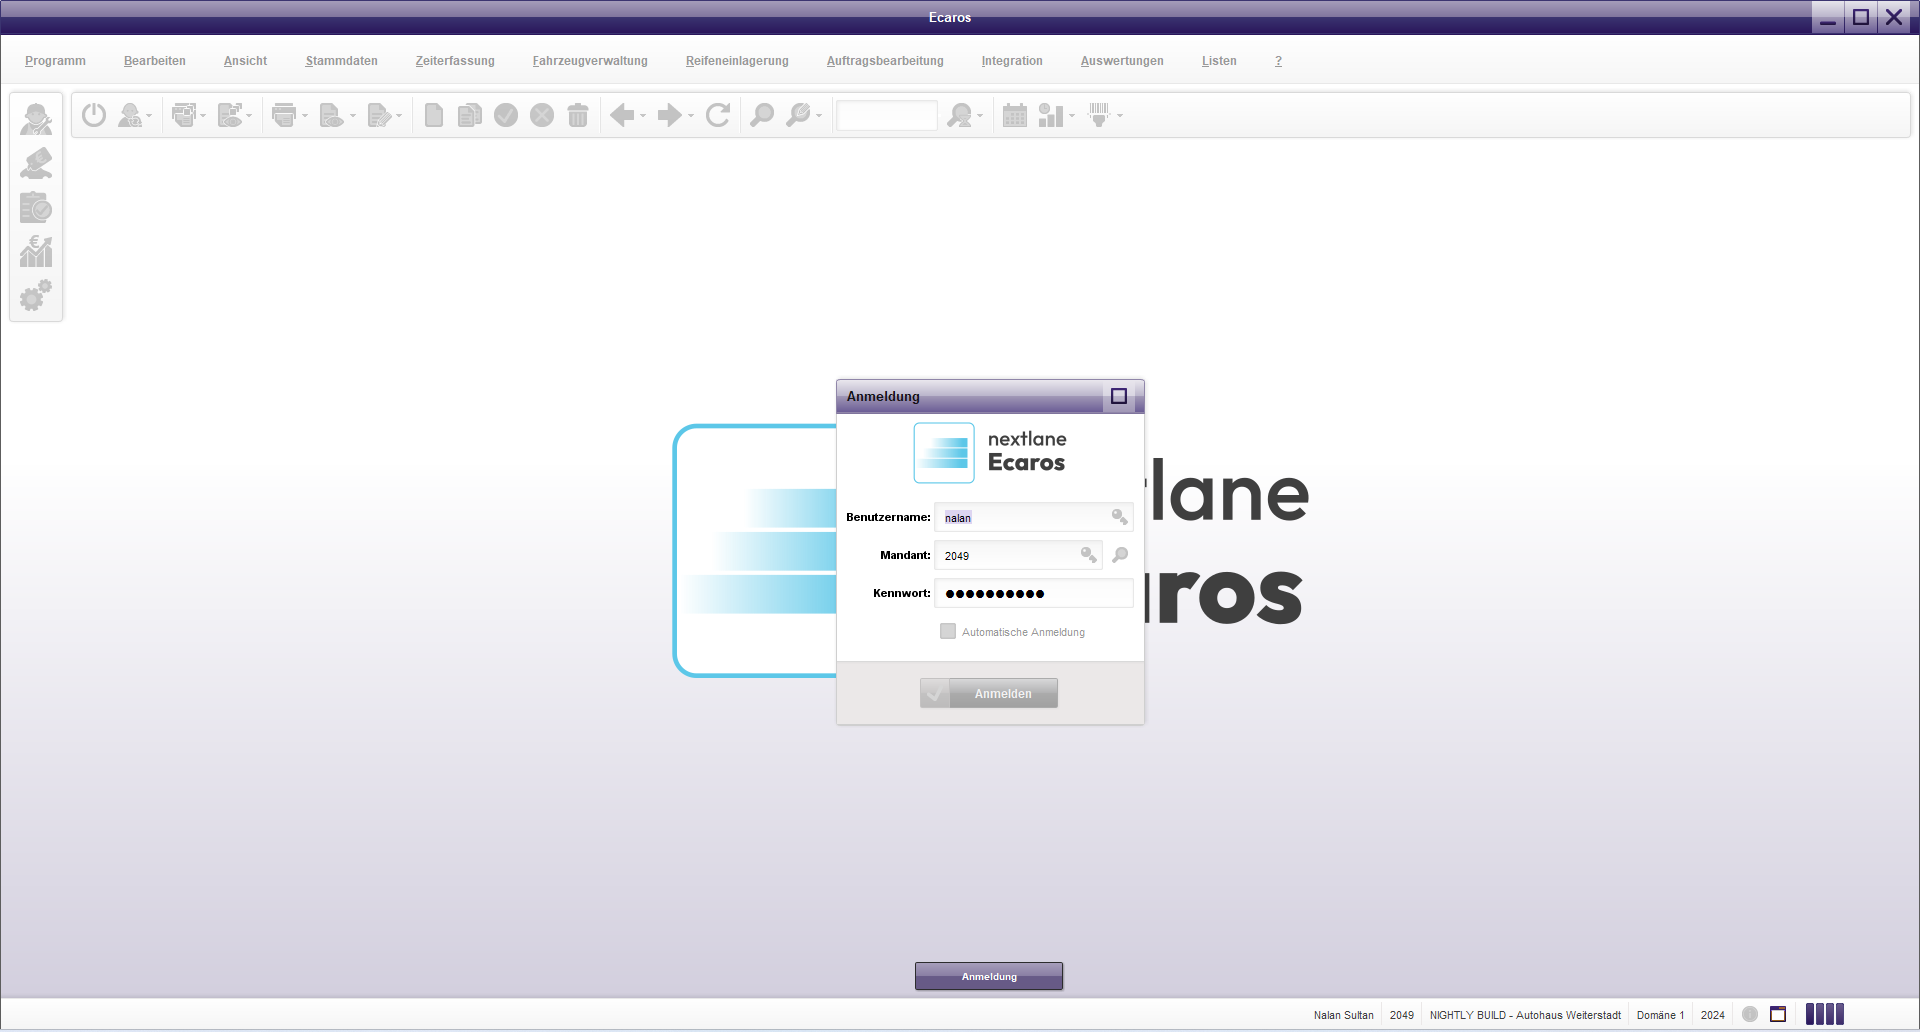 Ecaros
Programm Bearbeiten Ansicht Stammdaten Zeiterfassung Fahrzeugverwaltung Reifeneinlagerung Auftragsbearbeitung Integration Auswertungen Listen ?
Anmeldung
nextlane
Ecaros
lane
aros
Benutzername: nalan
Mandant: 2049
Kennwort: ●●●●●●●●●●
Automatische Anmeldung
Anmelden
Anmeldung
Nalan Sultan 2049 NIGHTLY BUILD - Autohaus Weiterstadt Domäne 1 2024